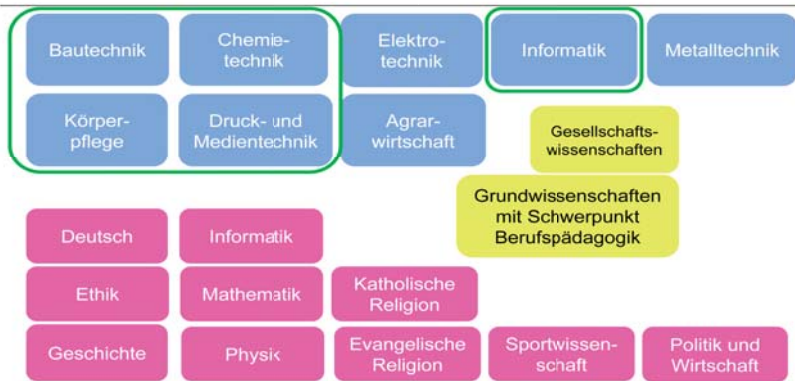 Bautechnik
Chemie-
technik
Elektro-
technik
Informatik
Metalltechnik
Körper-
pflege
Druck- und
Medientechnik
Agrar-
wirtschaft
Gesellschafts-
wissenschaften
Grundwissenschaften
mit Schwerpunkt
Berufspädagogik
Deutsch
Informatik
Ethik
Mathematik
Katholische
Religion
Geschichte
Physik
Evangelische
Religion
Sportwissen-
schaft
Politik und
Wirtschaft